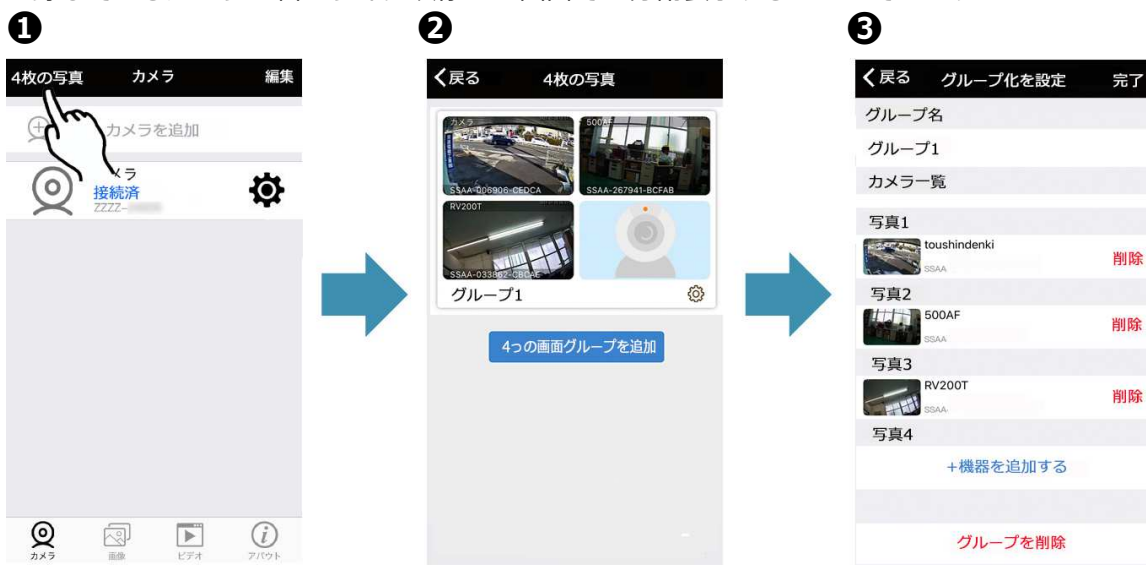 ❶
4枚の写真 カメラ 編集
カメラを追加
メラ
接続済
ZZZZ-
カメラ 画像 ビデオ アバウト
❷
戻る 4枚の写真
カメラ 500AF
SSAA-006906-CEDCA SSAA-267941-BCFAB
RV200T
SSAA-033862-CBCAE
グループ1
4つの画面グループを追加
❸
戻る グループ化を設定 完了
グループ名
グループ1
カメラ一覧
写真1
toushindenki
SSAA
削除
写真2
500AF
SSAA
削除
写真3
RV200T
SSAA-
削除
写真4
+機器を追加する
グループを削除